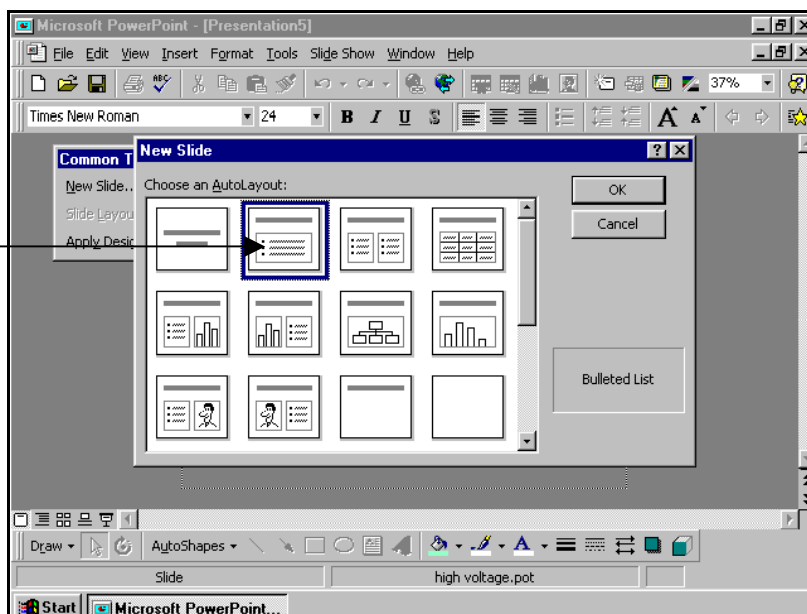 Microsoft PowerPoint - [Presentation5]
File Edit View Insert Format Tools Slide Show Window Help
ABC 37%
Times New Roman 24 B I U S A A
Common T
New Slide..
Slide Layou
Apply Desig
New Slide
Choose an AutoLayout:
OK
Cancel
Bulleted List
Draw AutoShapes A
Slide high voltage.pot
Start Microsoft PowerPoint...